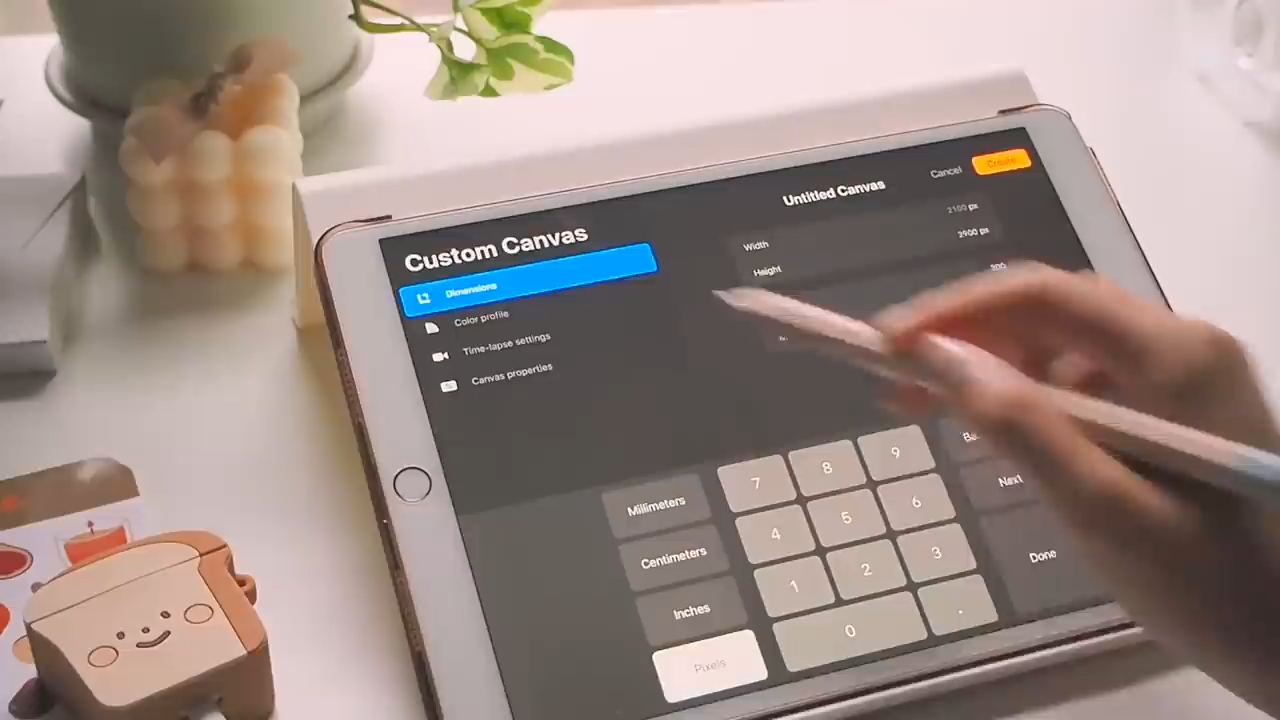 Cancel
Create
Untitled Canvas
Custom Canvas
Width 2100 px
Height 2900 px
300
Dimensions
Color profile
Time-lapse settings
Canvas properties
Millimeters
Centimeters
Inches
Pixels
7 8 9
4 5 6
1 2 3
0 .
Next
Done